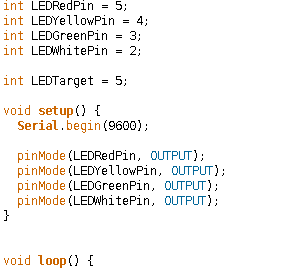 int LEDRedPin = 5;
int LEDYellowPin = 4;
int LEDGreenPin = 3;
int LEDWhitePin = 2;

int LEDTarget = 5;

void setup() {
  Serial.begin(9600);

  pinMode(LEDRedPin, OUTPUT);
  pinMode(LEDYellowPin, OUTPUT);
  pinMode(LEDGreenPin, OUTPUT);
  pinMode(LEDWhitePin, OUTPUT);
}


void loop() {